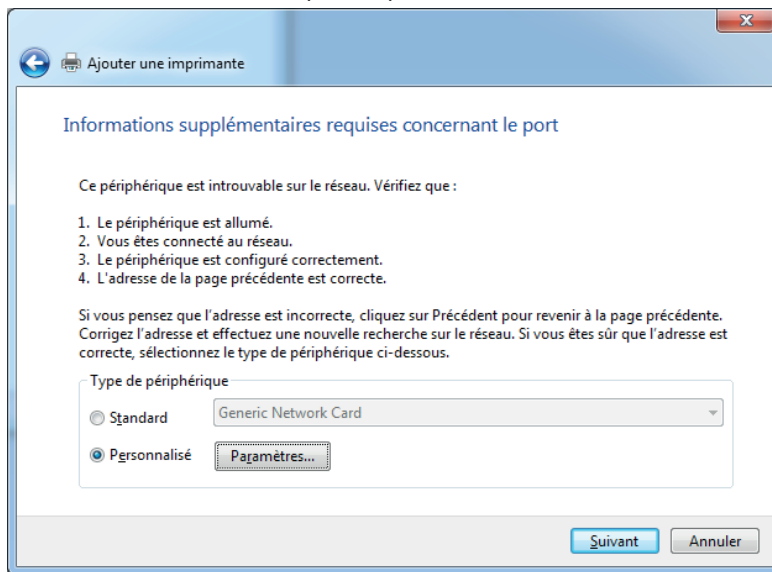 Ajouter une imprimante
Informations supplémentaires requises concernant le port
Ce périphérique est introuvable sur le réseau. Vérifiez que :
1. Le périphérique est allumé.
2. Vous êtes connecté au réseau.
3. Le périphérique est configuré correctement.
4. L'adresse de la page précédente est correcte.
Si vous pensez que l'adresse est incorrecte, cliquez sur Précédent pour revenir à la page précédente.
Corrigez l'adresse et effectuez une nouvelle recherche sur le réseau. Si vous êtes sûr que l'adresse est
correcte, sélectionnez le type de périphérique ci-dessous.
Type de périphérique
Standard Generic Network Card
Personnalisé Paramètres...
Suivant Annuler